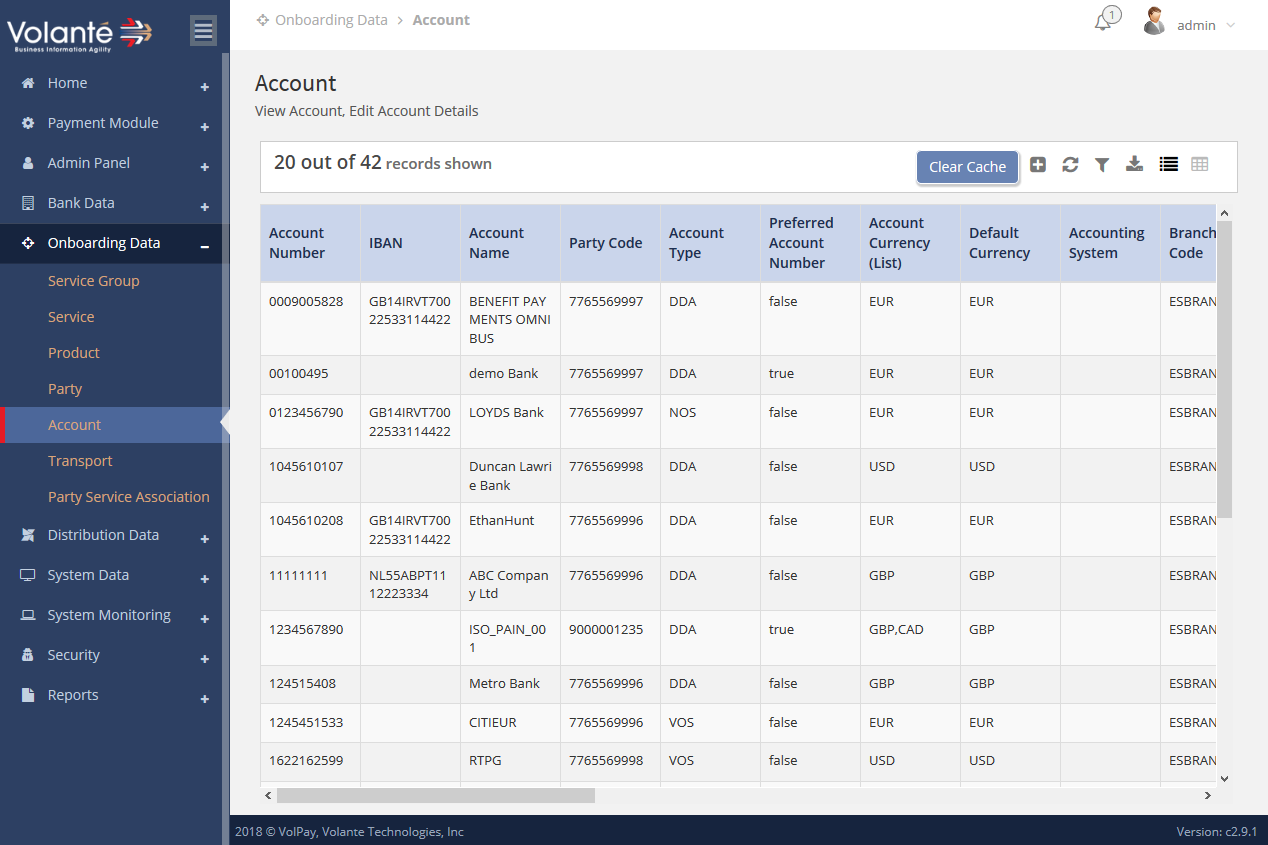 Volanté
Business Information Agility
Home
Payment Module
Admin Panel
Bank Data
Onboarding Data
Service Group
Service
Product
Party
Account
Transport
Party Service Association
Distribution Data
System Data
System Monitoring
Security
Reports
Onboarding Data > Account
1
admin
Account
View Account, Edit Account Details
20 out of 42 records shown
Clear Cache
Account Number IBAN Account Name Party Code Account Type Preferred Account Number Account Currency (List) Default Currency Accounting System Branch Code
0009005828 GB14IRVT70022533114422 BENEFIT PAYMENTS OMNIBUS 7765569997 DDA false EUR EUR ESBRAN
00100495 demo Bank 7765569997 DDA true EUR EUR ESBRAN
0123456790 GB14IRVT70022533114422 LOYDS Bank 7765569997 NOS false EUR EUR ESBRAN
1045610107 Duncan Lawrie Bank 7765569998 DDA false USD USD ESBRAN
1045610208 GB14IRVT70022533114422 EthanHunt 7765569996 DDA false EUR EUR ESBRAN
11111111 NL55ABPT1112223334 ABC Company Ltd 7765569996 DDA false GBP GBP ESBRAN
1234567890 ISO_PAIN_001 9000001235 DDA true GBP,CAD GBP ESBRAN
124515408 Metro Bank 7765569996 DDA false GBP GBP ESBRAN
1245451533 CITIEUR 7765569996 VOS false EUR EUR ESBRAN
1622162599 RTPG 7765569998 VOS false USD USD ESBRAN
2018 © VolPay, Volante Technologies, Inc
Version: c2.9.1